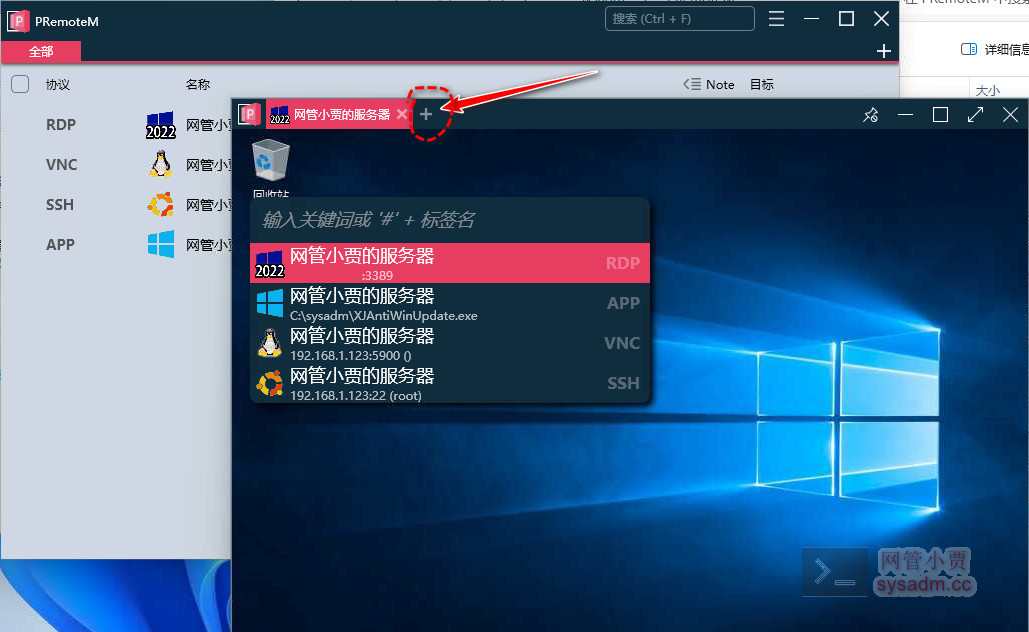 PRemoteM
搜索 (Ctrl + F)
全部
详细信息
协议 名称 Note 目标
大小
RDP 2022 网管小
VNC 网管小
SSH 网管小
APP 网管小
2022 网管小贾的服务器
回收站
输入关键词或 '#' + 标签名
2022 网管小贾的服务器 RDP
:3389
网管小贾的服务器 APP
C:\sysadm\XJAntiWinUpdate.exe
网管小贾的服务器 VNC
192.168.1.123:5900 ()
网管小贾的服务器 SSH
192.168.1.123:22 (root)
网管小贾
sysadm.cc